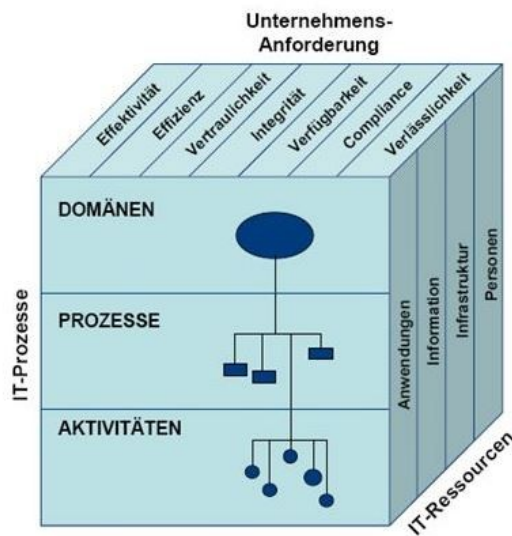 Unternehmens-
Anforderung
Effektivität
Effizienz
Vertraulichkeit
Integrität
Verfügbarkeit
Compliance
Verlässlichkeit
DOMÄNEN
PROZESSE
AKTIVITÄTEN
IT-Prozesse
Anwendungen
Information
Infrastruktur
Personen
IT-Ressourcen